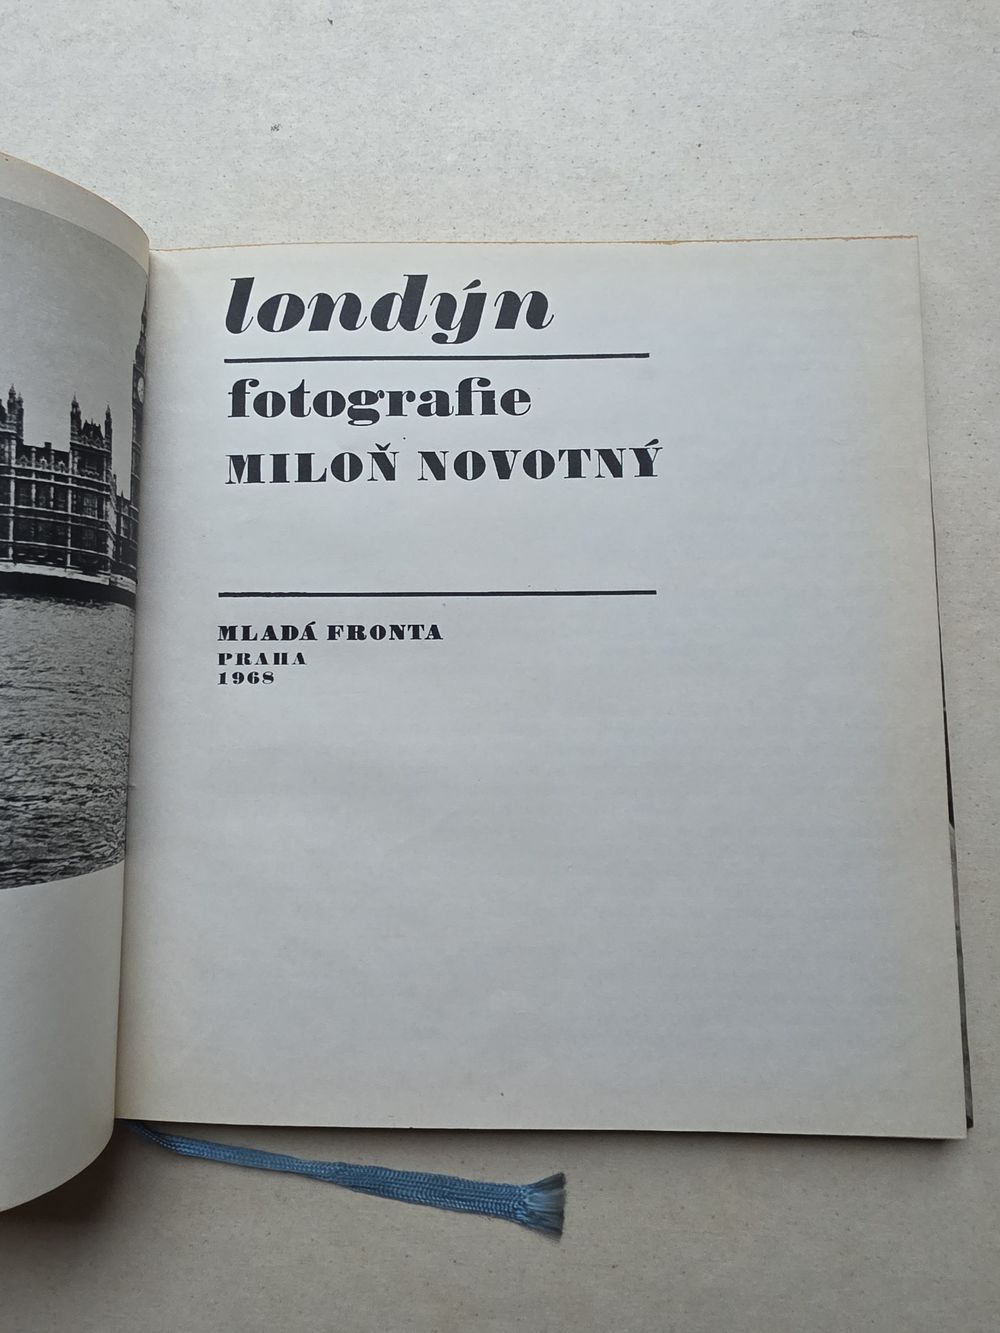 londýn
fotografie
MILOŇ NOVOTNÝ
MLADÁ FRONTA
PRAHA
1968